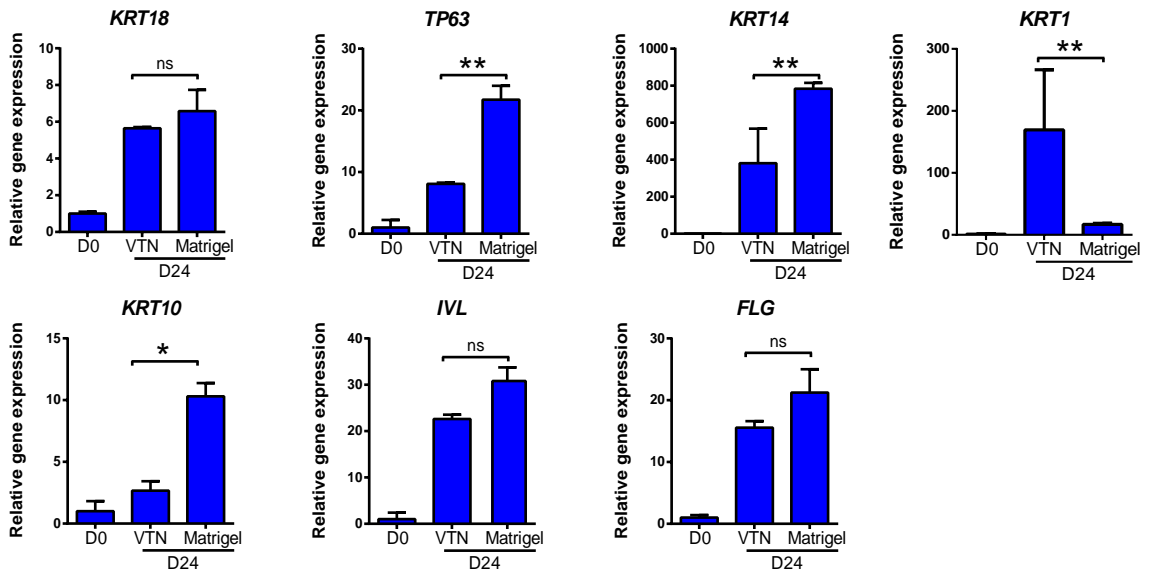 KRT18
Relative gene expression
10
8
6
4
2
0
ns
D0 VTN Matrigel
D24
TP63
Relative gene expression
30
20
10
0
**
D0 VTN Matrigel
D24
KRT14
Relative gene expression
1000
800
600
400
200
0
**
D0 VTN Matrigel
D24
KRT1
Relative gene expression
300
200
100
0
**
D0 VTN Matrigel
D24
KRT10
Relative gene expression
15
10
5
0
*
D0 VTN Matrigel
D24
IVL
Relative gene expression
40
30
20
10
0
ns
D0 VTN Matrigel
D24
FLG
Relative gene expression
30
20
10
0
ns
D0 VTN Matrigel
D24